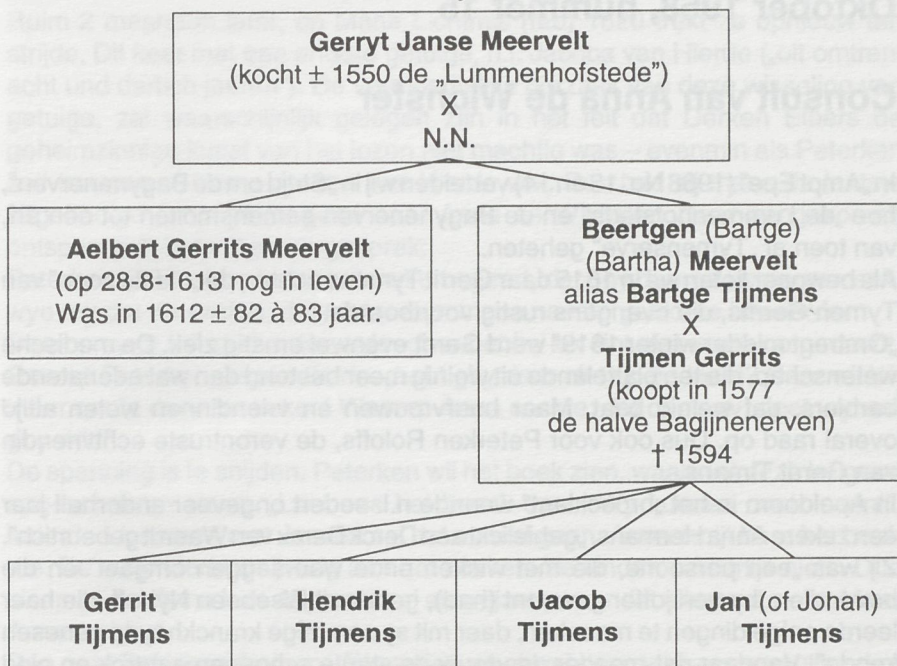 Gerryt Jansen Meervelt
(kocht ± 1550 de „Lummenhofstede”)
X
N.N.
Aelbert Gerrits Meervelt
(op 28-8-1613 nog in leven)
Was in 1612 ± 82 à 83 jaar.
Beertgen (Bartge)
(Bartha) Meervelt
alias Bartge Tijmens
X
Tijmen Gerrits
(koopt in 1577
de halve Bagijnenerven)
† 1594
Gerrit
Tijmens
Hendrik
Tijmens
Jacob
Tijmens
Jan (of Johan)
Tijmens